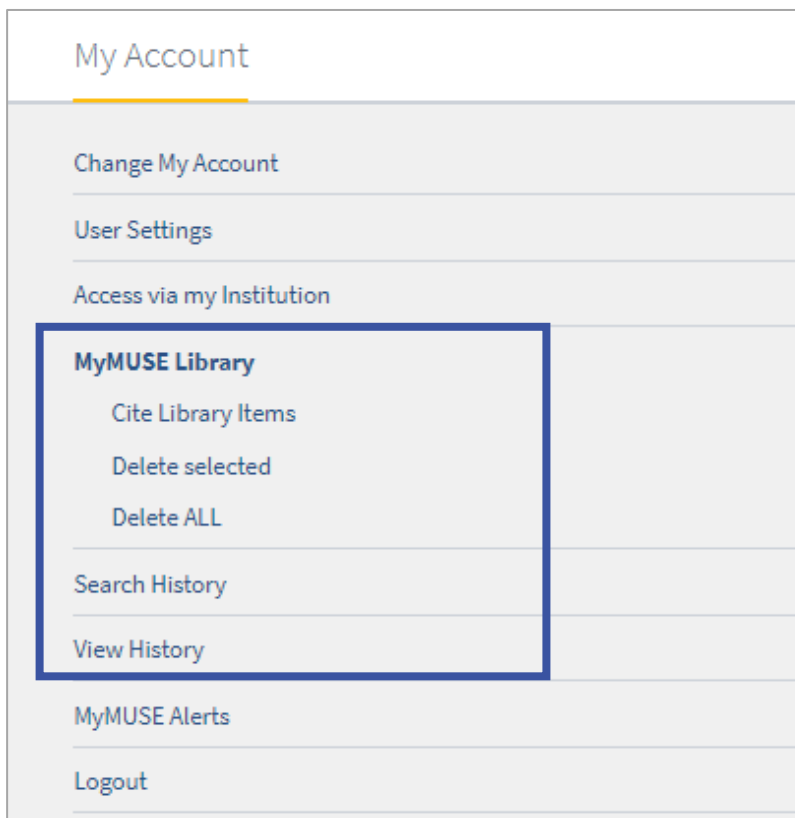 My Account
Change My Account
User Settings
Access via my Institution
MyMUSE Library
Cite Library Items
Delete selected
Delete ALL
Search History
View History
MyMUSE Alerts
Logout